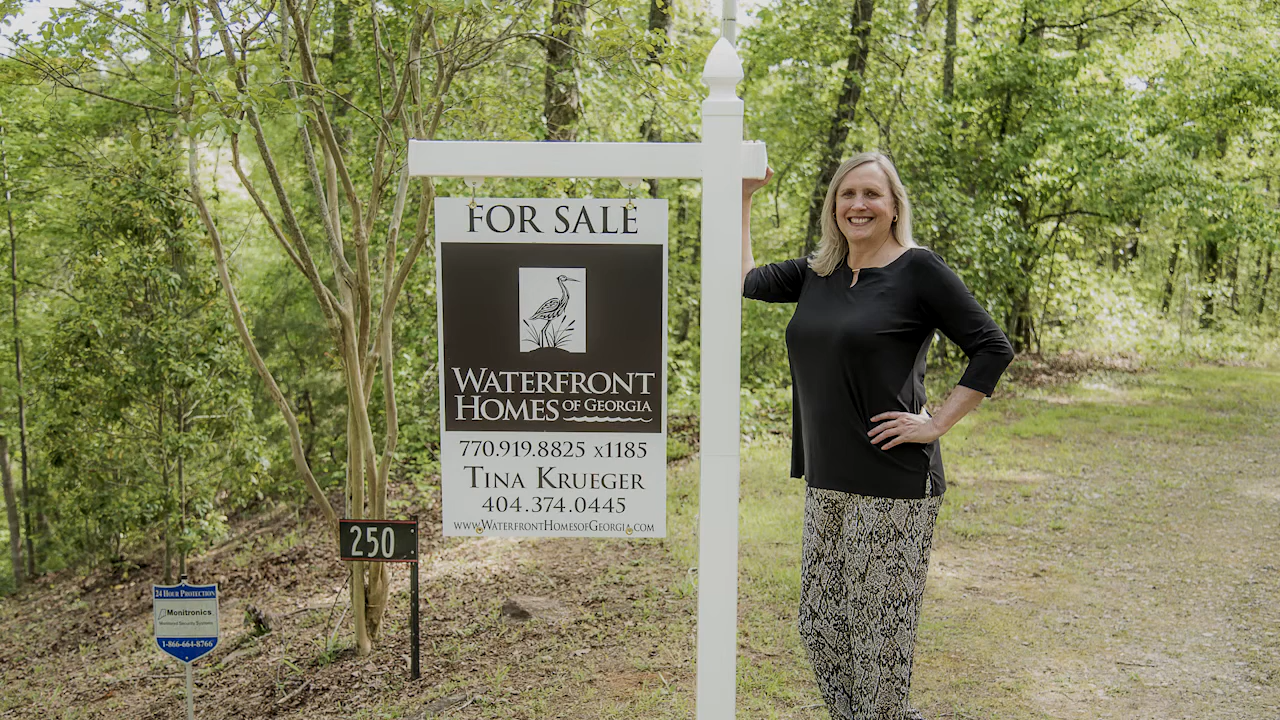 FOR SALE
WATERFRONT
HOMES OF GEORGIA
770.919.8825 x1185
TINA KRUEGER
404.374.0445
WWW.WATERFRONTHOMESOFGEORGIA.COM
250
24 HOUR PROTECTION
Monitronics
1-866-664-8766